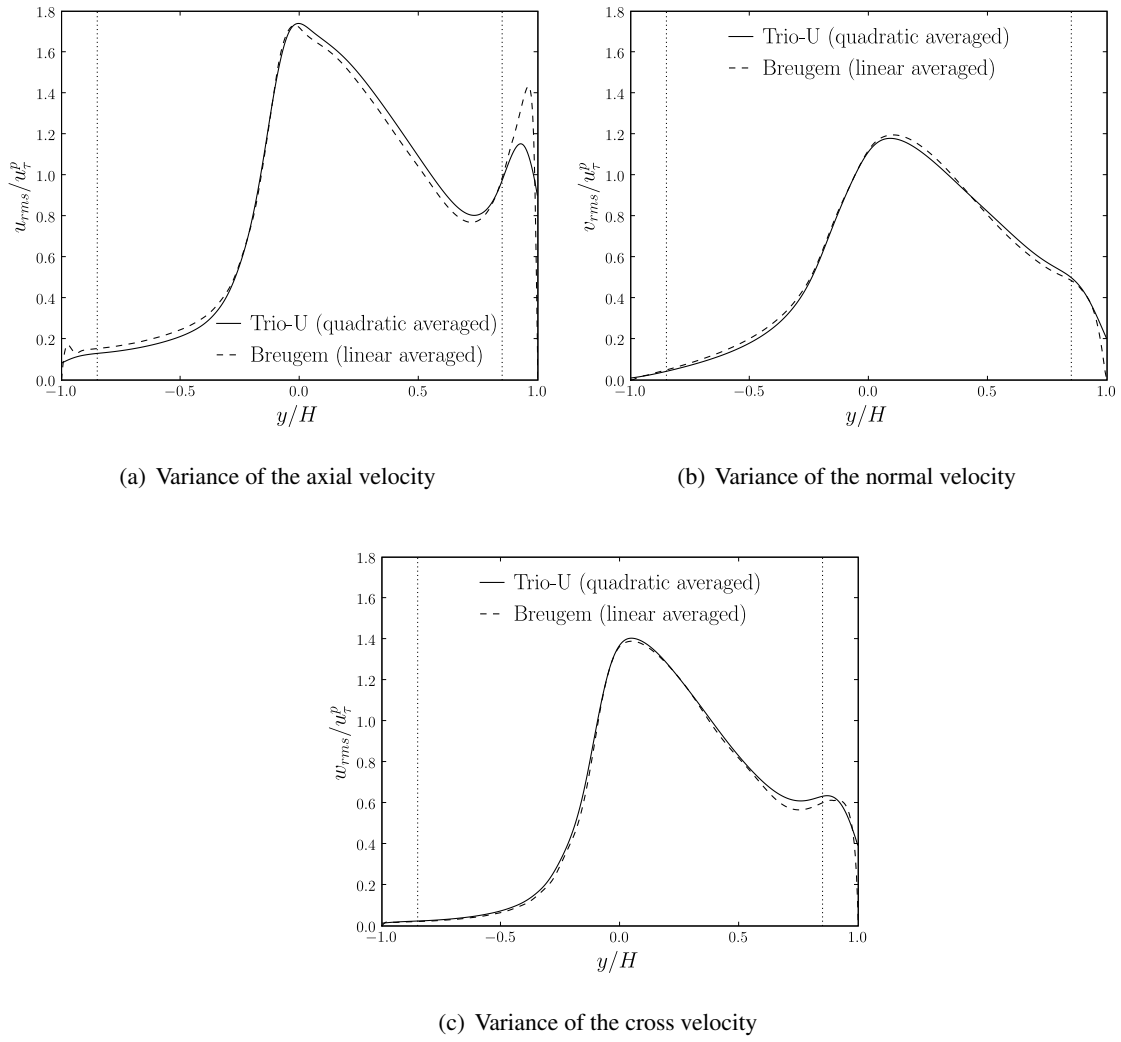 1.8
1.6
1.4
1.2
1.0
0.8
0.6
0.4
0.2
0.0
u_{rms}/u_τ^p
Trio-U (quadratic averaged)
Breugem (linear averaged)
−1.0 −0.5 0.0 0.5 1.0
y/H
(a) Variance of the axial velocity
1.8
1.6
1.4
1.2
1.0
0.8
0.6
0.4
0.2
0.0
v_{rms}/u_τ^p
Trio-U (quadratic averaged)
Breugem (linear averaged)
−1.0 −0.5 0.0 0.5 1.0
y/H
(b) Variance of the normal velocity
1.8
1.6
1.4
1.2
1.0
0.8
0.6
0.4
0.2
0.0
w_{rms}/u_τ^p
Trio-U (quadratic averaged)
Breugem (linear averaged)
−1.0 −0.5 0.0 0.5 1.0
y/H
(c) Variance of the cross velocity